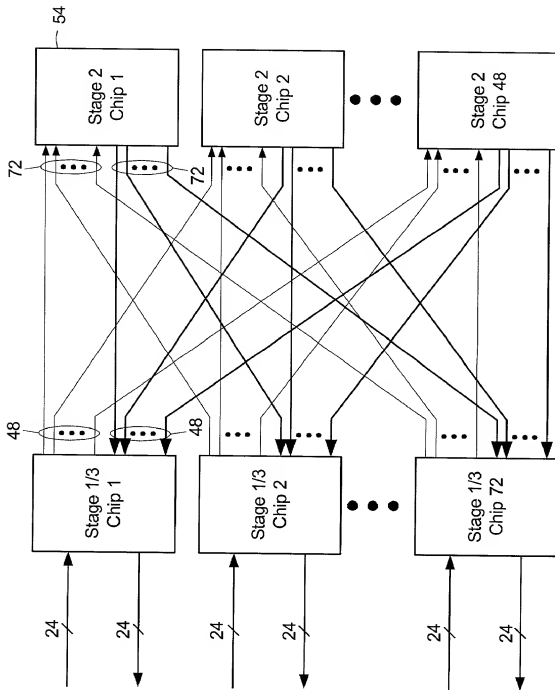 54
Stage 2
Chip 1
Stage 2
Chip 2
Stage 2
Chip 48
72
72
48
48
Stage 1/3
Chip 1
Stage 1/3
Chip 2
Stage 1/3
Chip 72
24
24
24
24
24
24